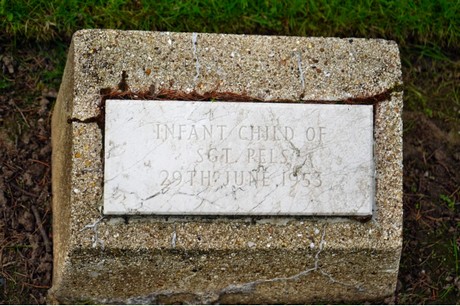 INFANT CHILD OF
SGT.
29TH JUNE 1953